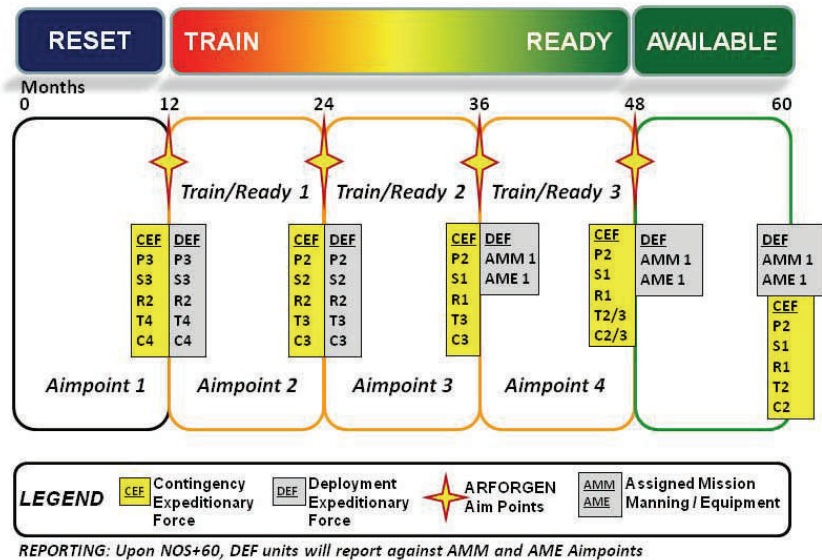 RESET TRAIN READY AVAILABLE
Months
0 12 24 36 48 60
Train/Ready 1 Train/Ready 2 Train/Ready 3
CEF
P3
S3
R2
T4
C4
DEF
P3
S3
R2
T4
C4
CEF
P2
S2
R2
T3
C3
DEF
P2
S2
R2
T3
C3
CEF
P2
S1
R1
T3
C3
DEF
AMM 1
AME 1
CEF
P2
S1
R1
T2/3
C2/3
DEF
AMM 1
AME 1
DEF
AMM 1
AME 1
CEF
P2
S1
R1
T2
C2
Aimpoint 1 Aimpoint 2 Aimpoint 3 Aimpoint 4
LEGEND
CEF Contingency
Expeditionary
Force
DEF Deployment
Expeditionary
Force
ARFORGEN
Aim Points
AMM
AME
Assigned Mission
Manning / Equipment
REPORTING: Upon NOS+60, DEF units will report against AMM and AME Aimpoints